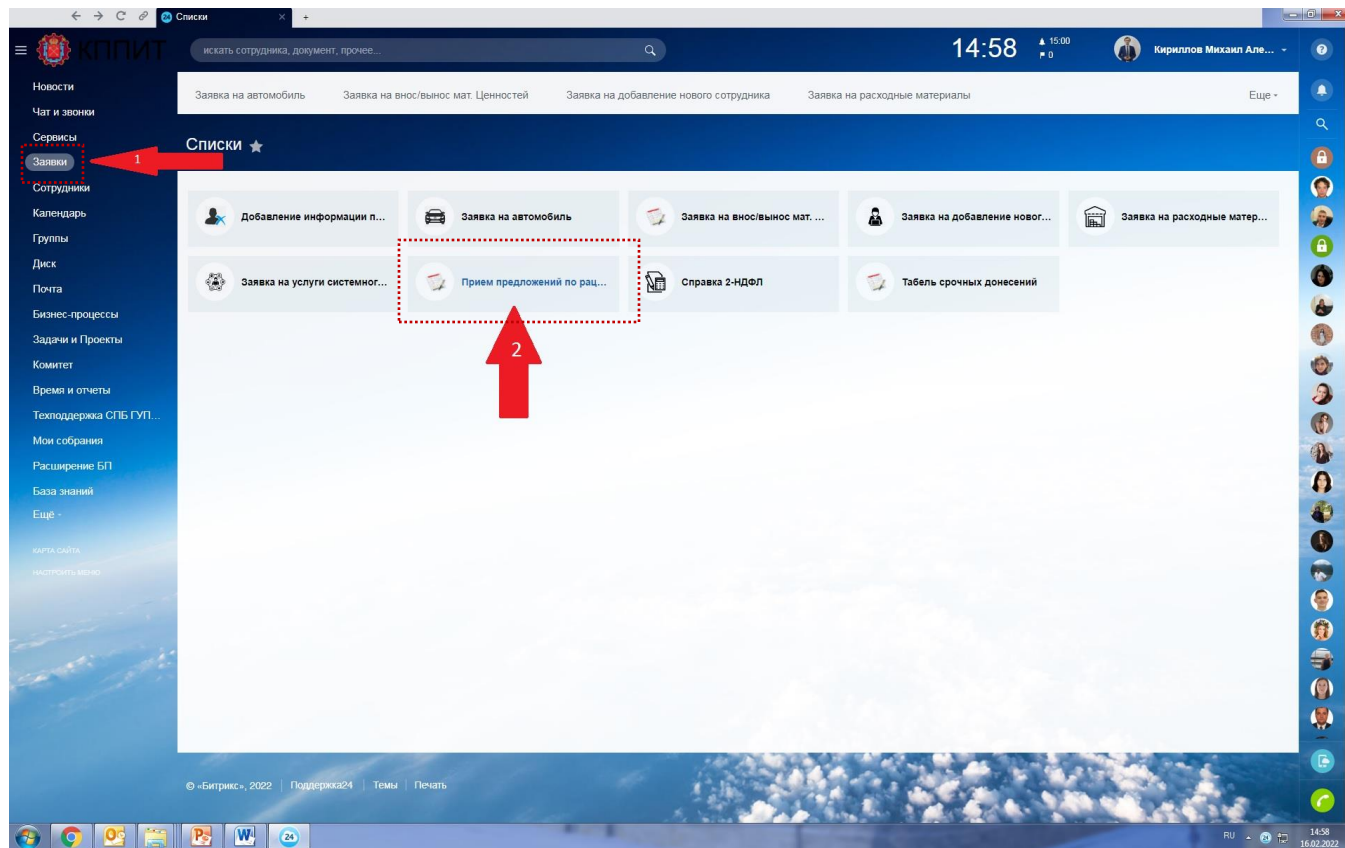 Списки
КППИТ
искать сотрудника, документ, прочее...
14:58
15:00
0
Кириллов Михаил Але...
Новости
Чат и звонки
Сервисы
Заявки
Сотрудники
Календарь
Группы
Диск
Почта
Бизнес-процессы
Задачи и Проекты
Комитет
Время и отчеты
Техподдержка СПБ ГУП...
Мои собрания
Расширение БП
База знаний
Ещё
КАРТА САЙТА
НАСТРОИТЬ МЕНЮ
1
Заявка на автомобиль Заявка на внос/вынос мат. Ценностей Заявка на добавление нового сотрудника Заявка на расходные материалы Еще
Списки
Добавление информации п... Заявка на автомобиль Заявка на внос/вынос мат. ... Заявка на добавление новог... Заявка на расходные матер...
Заявка на услуги системног... Прием предложений по рац... Справка 2-НДФЛ Табель срочных донесений
2
© «Битрикс», 2022 Поддержка24 Темы Печать
24
RU 14:58
16.02.2022